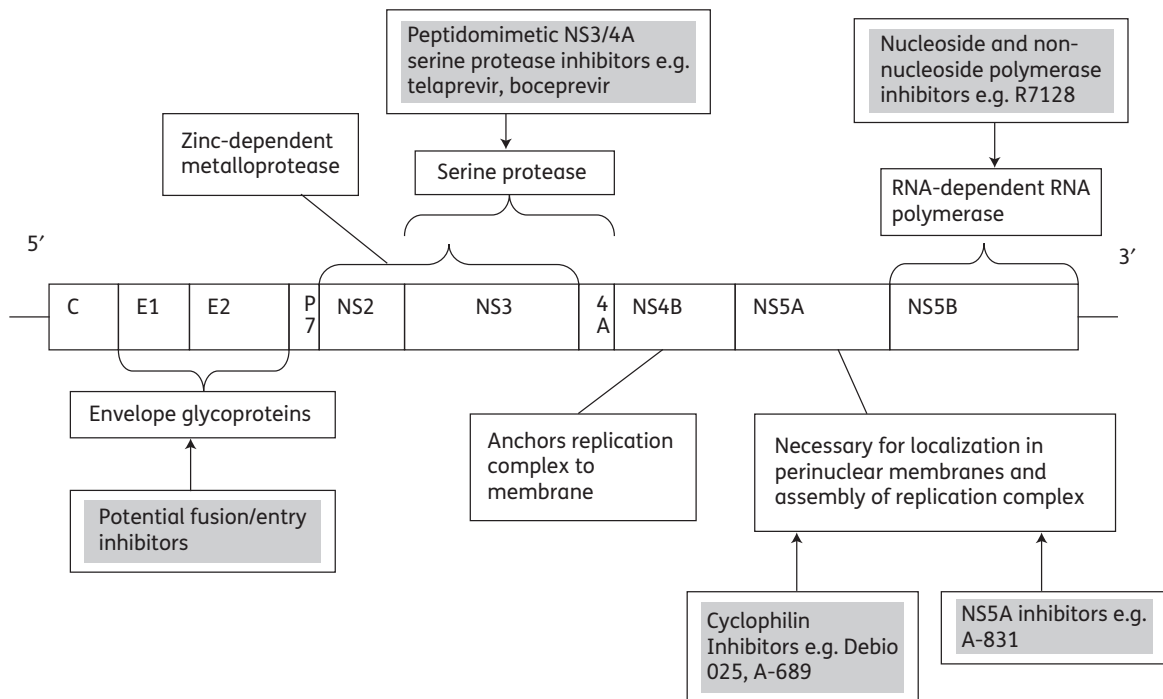 Peptidomimetic NS3/4A
serine protease inhibitors e.g.
telaprevir, boceprevir
Nucleoside and non-
nucleoside polymerase
inhibitors e.g. R7128
Zinc-dependent
metalloprotease
Serine protease
RNA-dependent RNA
polymerase
5′
3′
C
E1
E2
P
7
NS2
NS3
4
A
NS4B
NS5A
NS5B
Envelope glycoproteins
Anchors replication
complex to
membrane
Necessary for localization in
perinuclear membranes and
assembly of replication complex
Potential fusion/entry
inhibitors
Cyclophilin
Inhibitors e.g. Debio
025, A-689
NS5A inhibitors e.g.
A-831